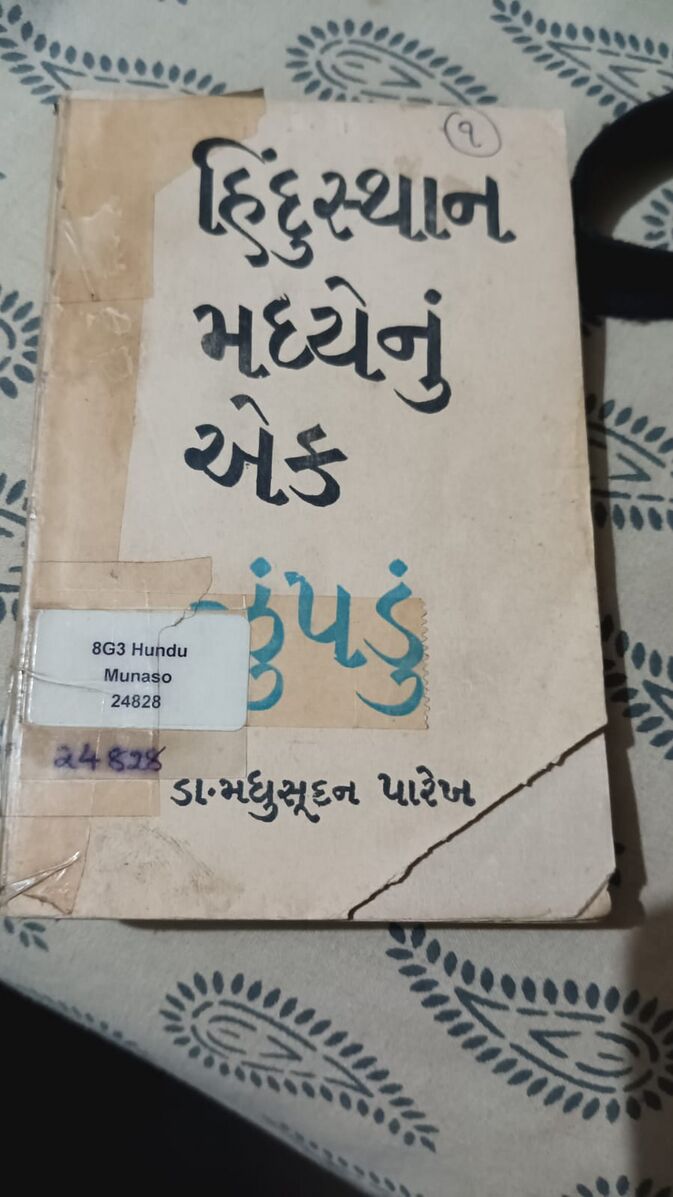 ૧
હિંદુસ્થાન
મધ્યેનું
એક
ઝુંપડું
8G3 Hundu
Munaso
24828
24828
ડા.મધુસૂદન પારેખ